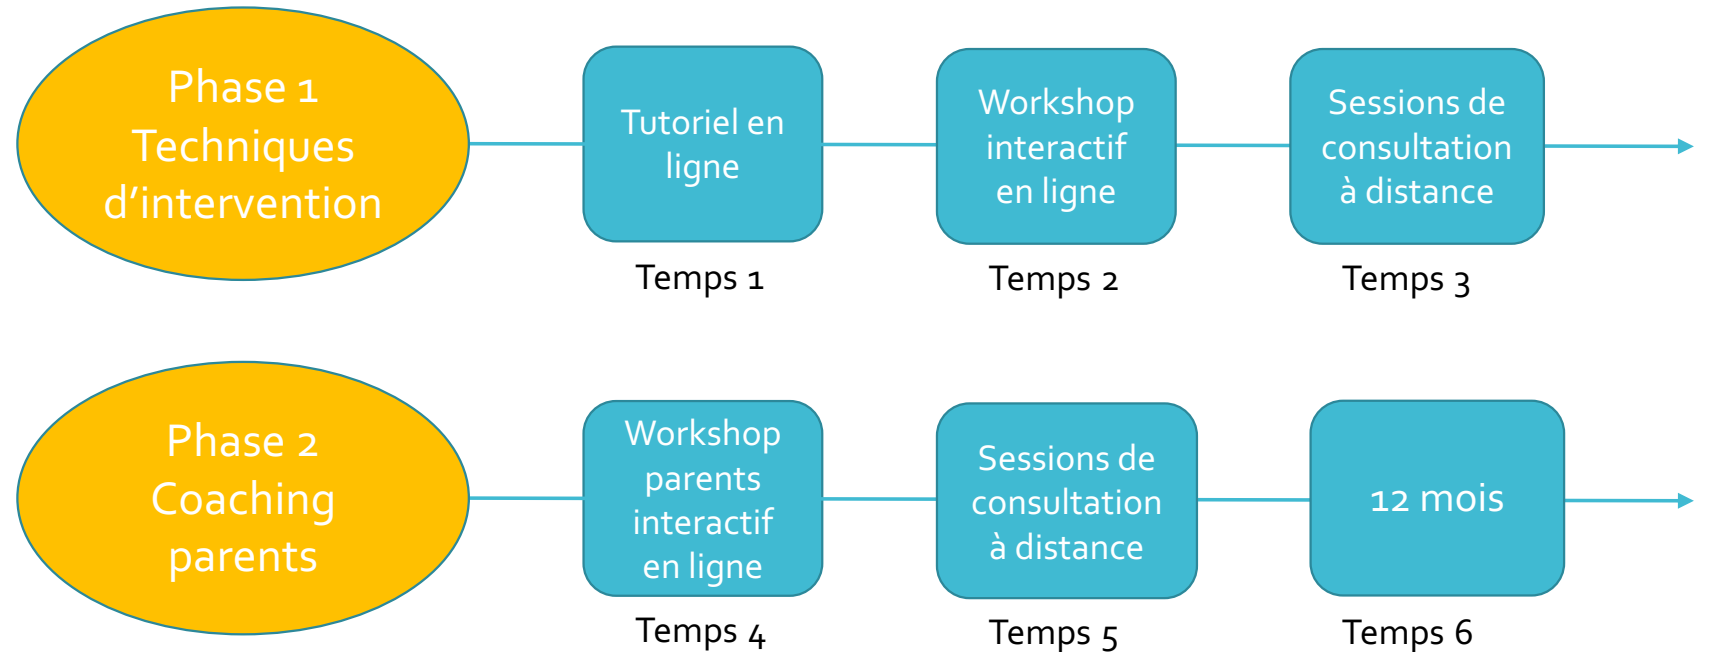 Phase 1
Techniques
d'intervention
Tutoriel en
ligne
Temps 1
Workshop
interactif
en ligne
Temps 2
Sessions de
consultation
à distance
Temps 3
Phase 2
Coaching
parents
Workshop
parents
interactif
en ligne
Temps 4
Sessions de
consultation
à distance
Temps 5
12 mois
Temps 6